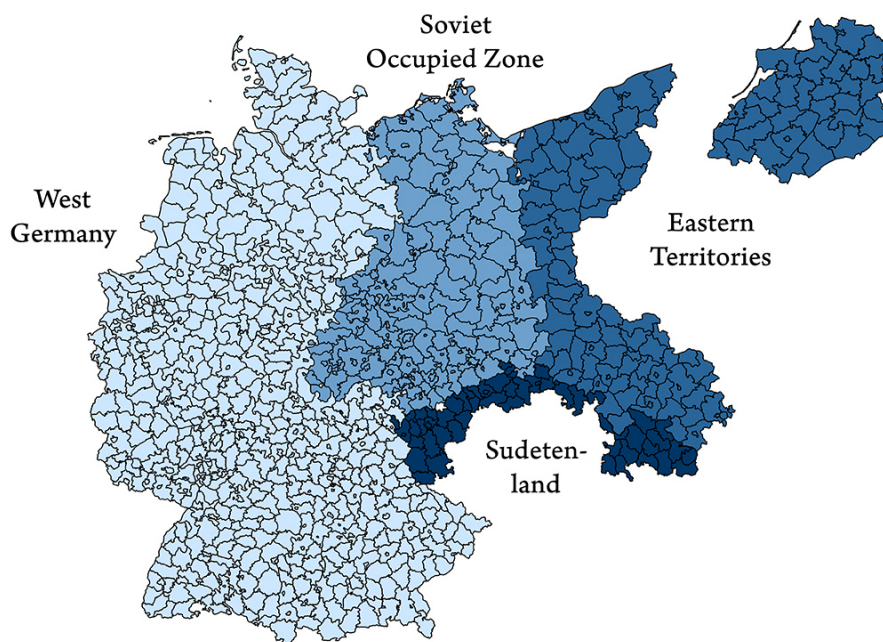 Soviet
Occupied Zone
West
Germany
Eastern
Territories
Sudeten-
land